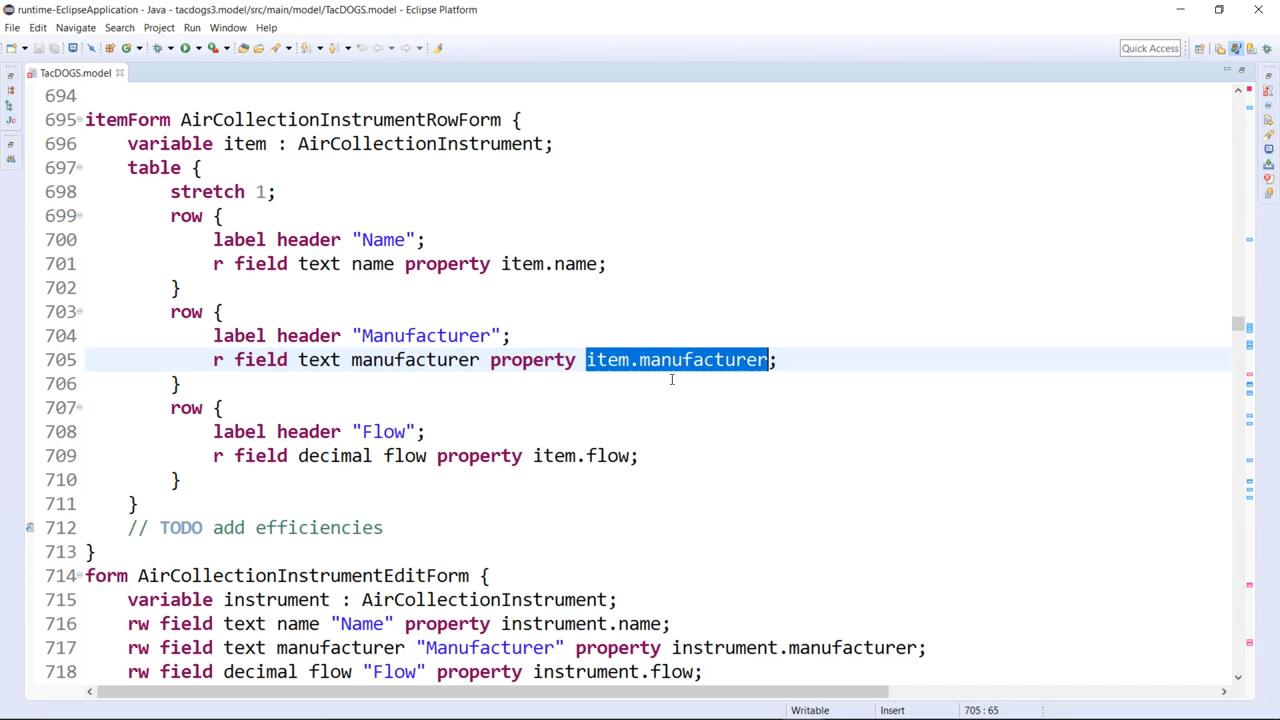 runtime-EclipseApplication - Java - tacdogs3.model/src/main/model/TacDOGS.model - Eclipse Platform
File Edit Navigate Search Project Run Window Help
Quick Access
TacDOGS.model
694
695 itemForm AirCollectionInstrumentRowForm {
696 variable item : AirCollectionInstrument;
697 table {
698 stretch 1;
699 row {
700 label header "Name";
701 r field text name property item.name;
702 }
703 row {
704 label header "Manufacturer";
705 r field text manufacturer property item.manufacturer;
706 }
707 row {
708 label header "Flow";
709 r field decimal flow property item.flow;
710 }
711 }
712 // TODO add efficiencies
713 }
714 form AirCollectionInstrumentEditForm {
715 variable instrument : AirCollectionInstrument;
716 rw field text name "Name" property instrument.name;
717 rw field text manufacturer "Manufacturer" property instrument.manufacturer;
718 rw field decimal flow "Flow" property instrument.flow;
Writable Insert 705 : 65